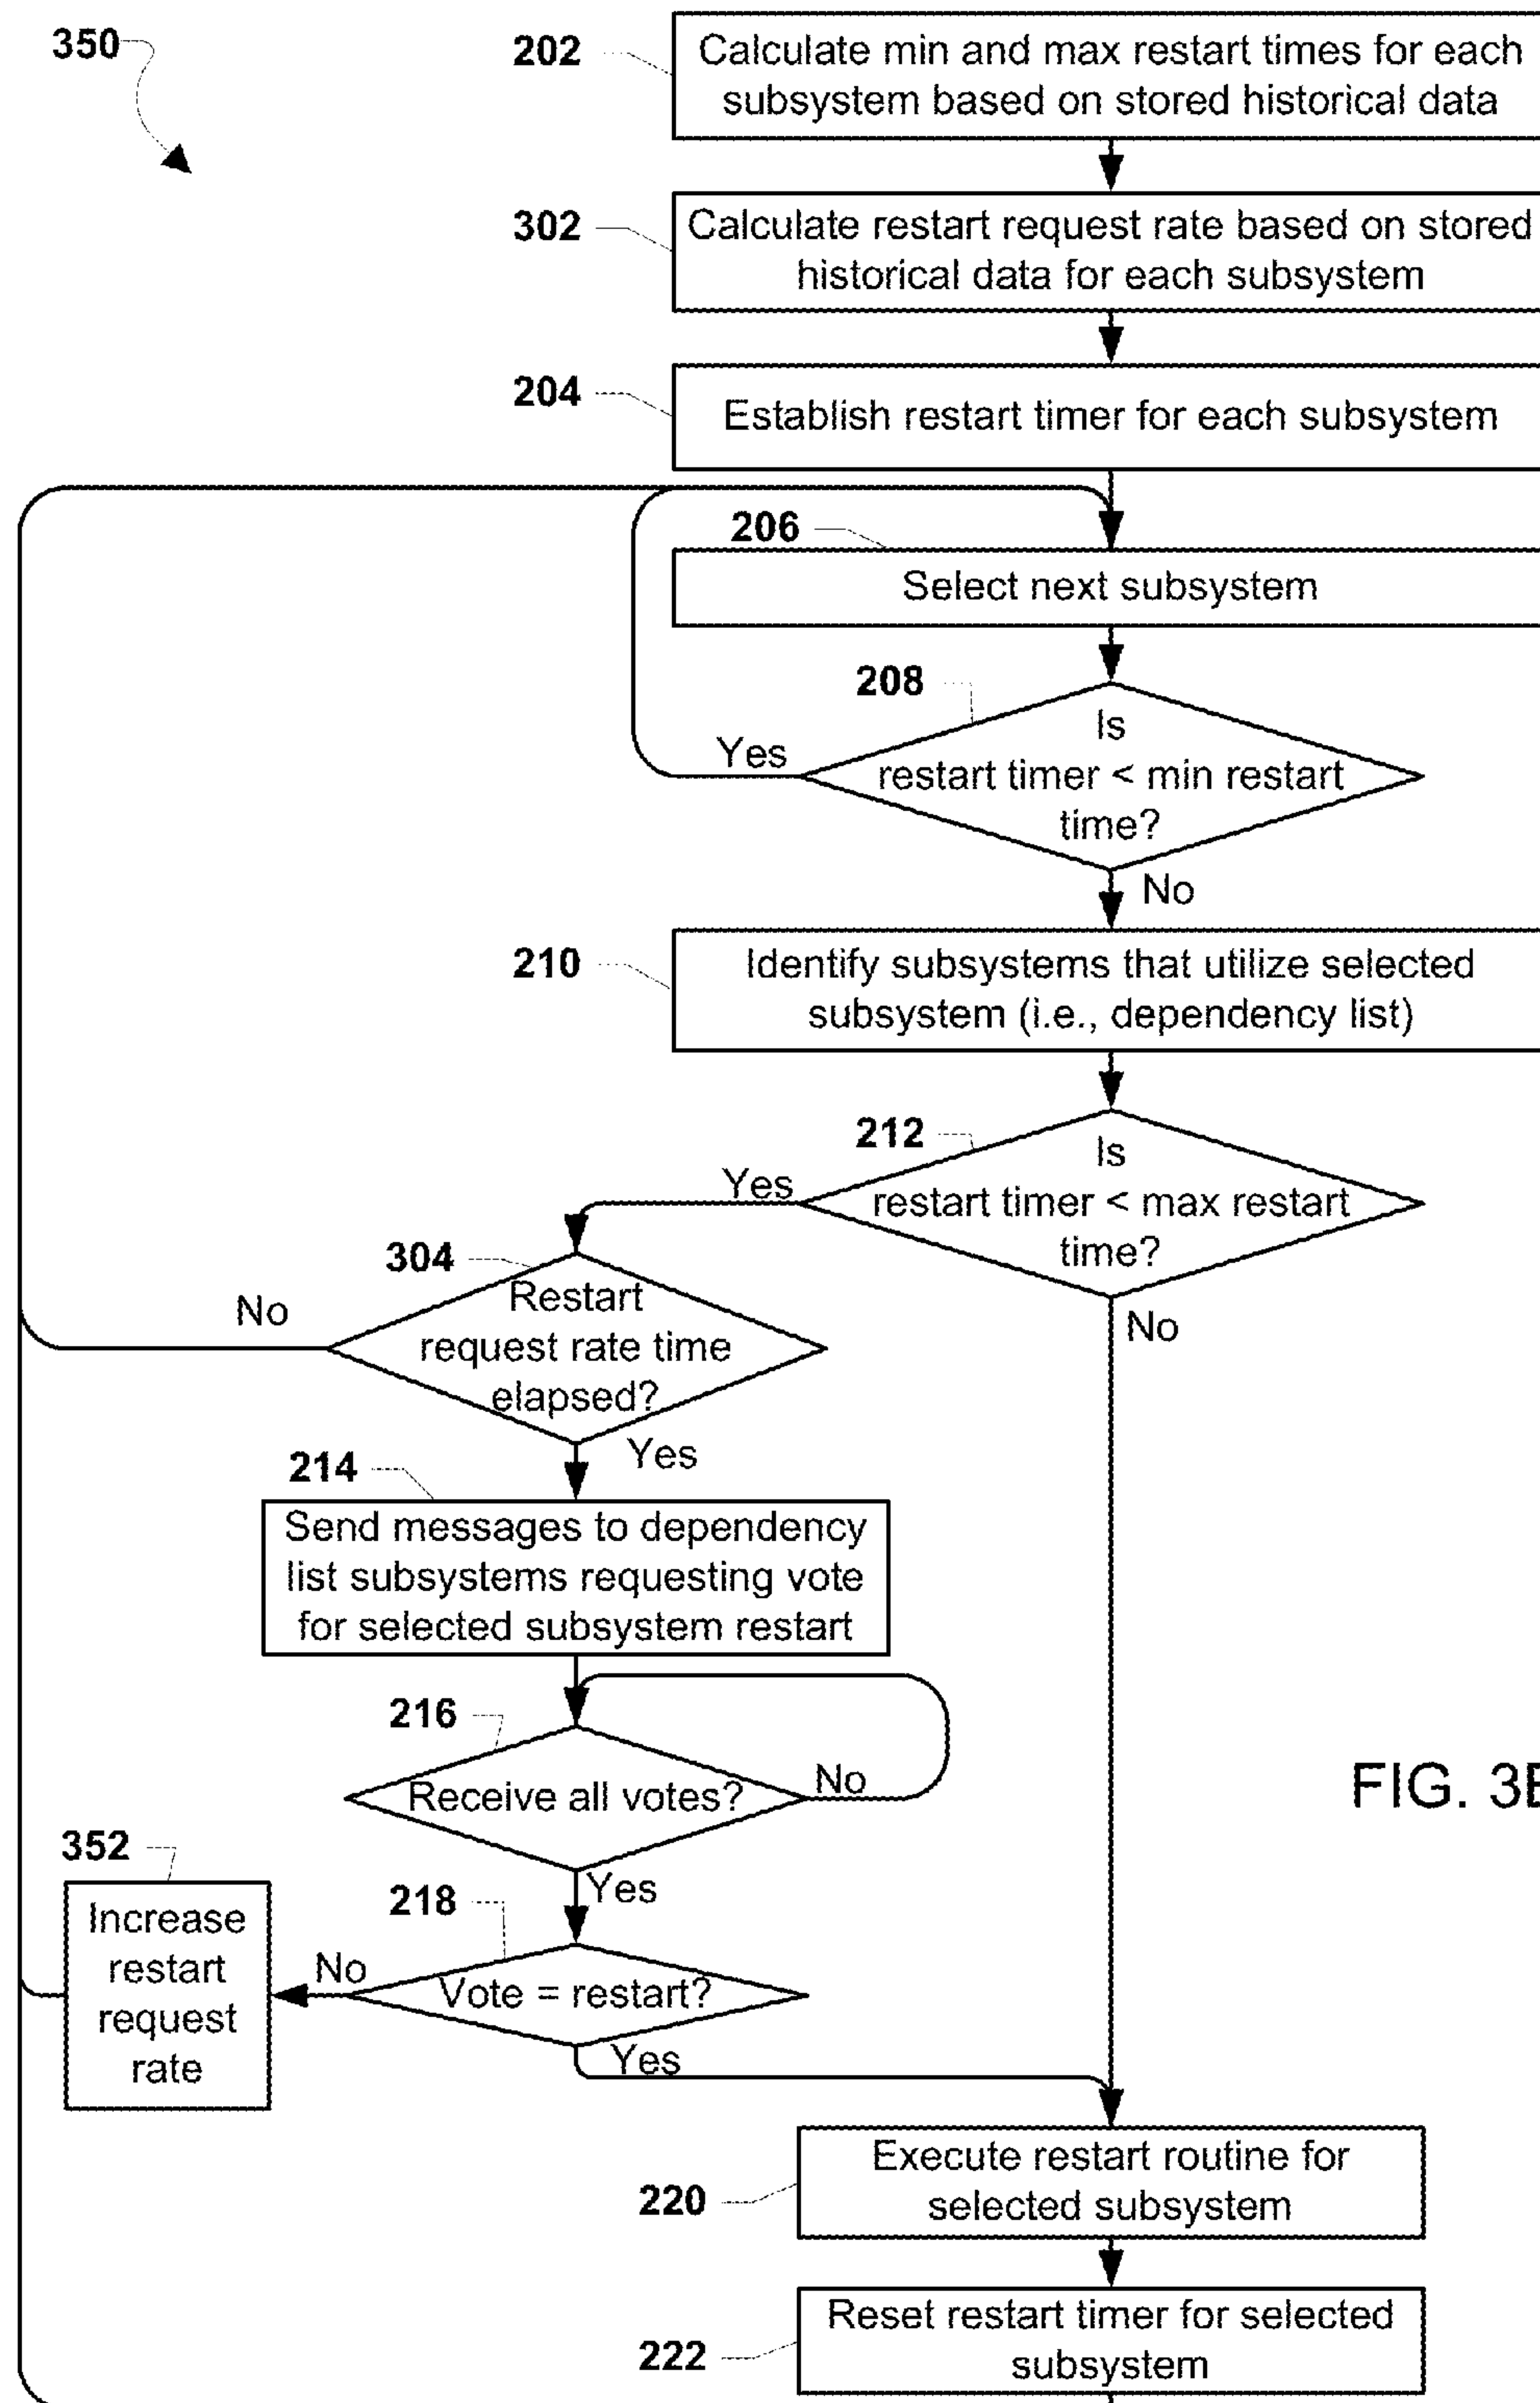 350
202
Calculate min and max restart times for each
subsystem based on stored historical data
302
Calculate restart request rate based on stored
historical data for each subsystem
204
Establish restart timer for each subsystem
206
Select next subsystem
208
Is
restart timer < min restart
time?
Yes
No
210
Identify subsystems that utilize selected
subsystem (i.e., dependency list)
212
Is
restart timer < max restart
time?
Yes
No
304
Restart
request rate time
elapsed?
No
Yes
214
Send messages to dependency
list subsystems requesting vote
for selected subsystem restart
216
Receive all votes?
No
Yes
FIG. 3B
218
Vote = restart?
No
Yes
352
Increase
restart
request
rate
220
Execute restart routine for
selected subsystem
222
Reset restart timer for selected
subsystem